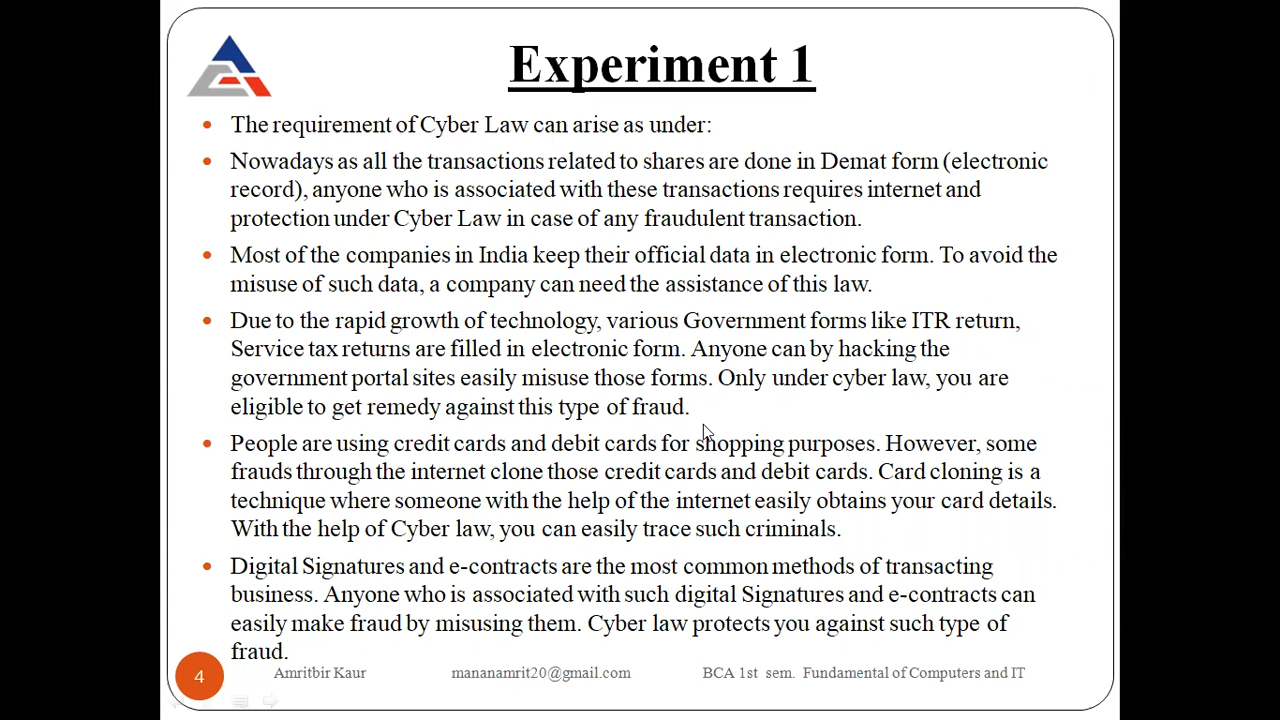 Experiment 1
The requirement of Cyber Law can arise as under:
Nowadays as all the transactions related to shares are done in Demat form (electronic
record), anyone who is associated with these transactions requires internet and
protection under Cyber Law in case of any fraudulent transaction.
Most of the companies in India keep their official data in electronic form. To avoid the
misuse of such data, a company can need the assistance of this law.
Due to the rapid growth of technology, various Government forms like ITR return,
Service tax returns are filled in electronic form. Anyone can by hacking the
government portal sites easily misuse those forms. Only under cyber law, you are
eligible to get remedy against this type of fraud.
People are using credit cards and debit cards for shopping purposes. However, some
frauds through the internet clone those credit cards and debit cards. Card cloning is a
technique where someone with the help of the internet easily obtains your card details.
With the help of Cyber law, you can easily trace such criminals.
Digital Signatures and e-contracts are the most common methods of transacting
business. Anyone who is associated with such digital Signatures and e-contracts can
easily make fraud by misusing them. Cyber law protects you against such type of
fraud.
4 Amritbir Kaur mananamrit20@gmail.com BCA 1st sem. Fundamental of Computers and IT